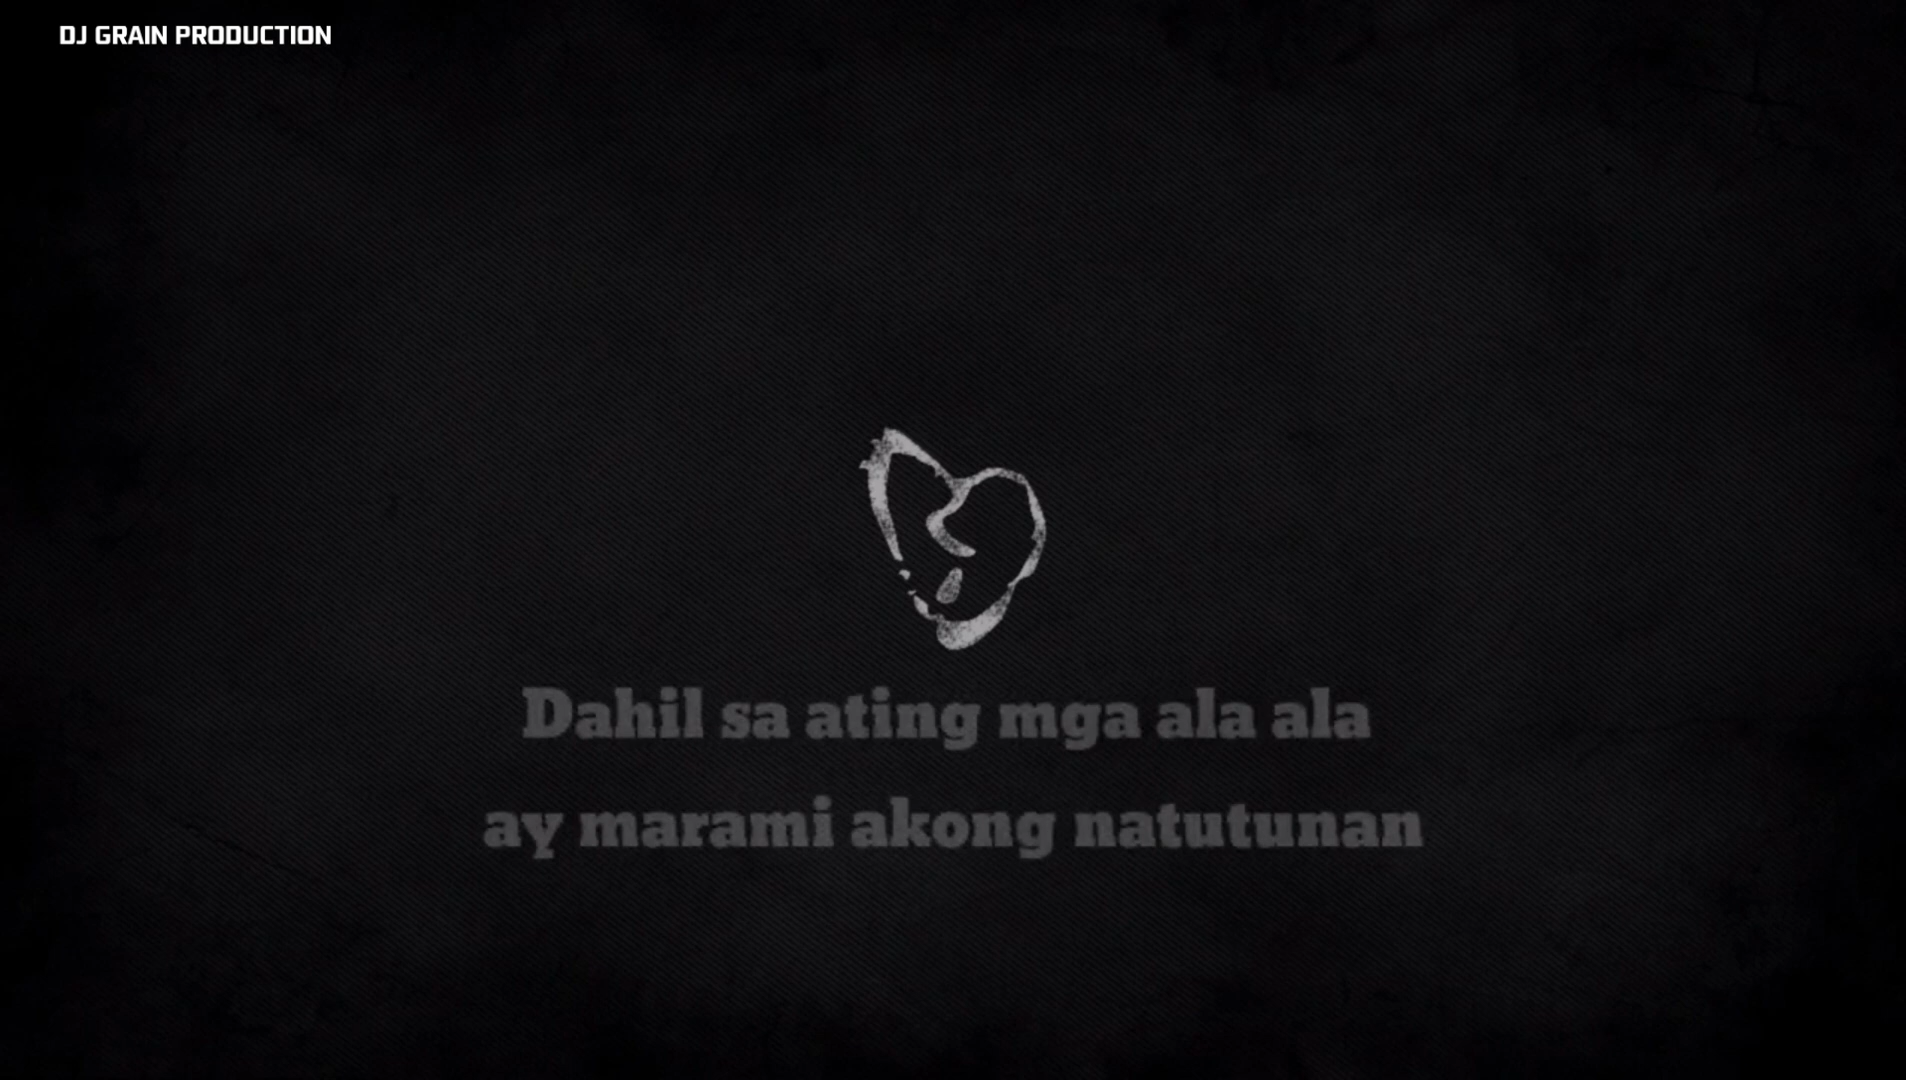 DJ GRAIN PRODUCTION
Dahil sa ating mga ala ala
ay marami akong natutunan